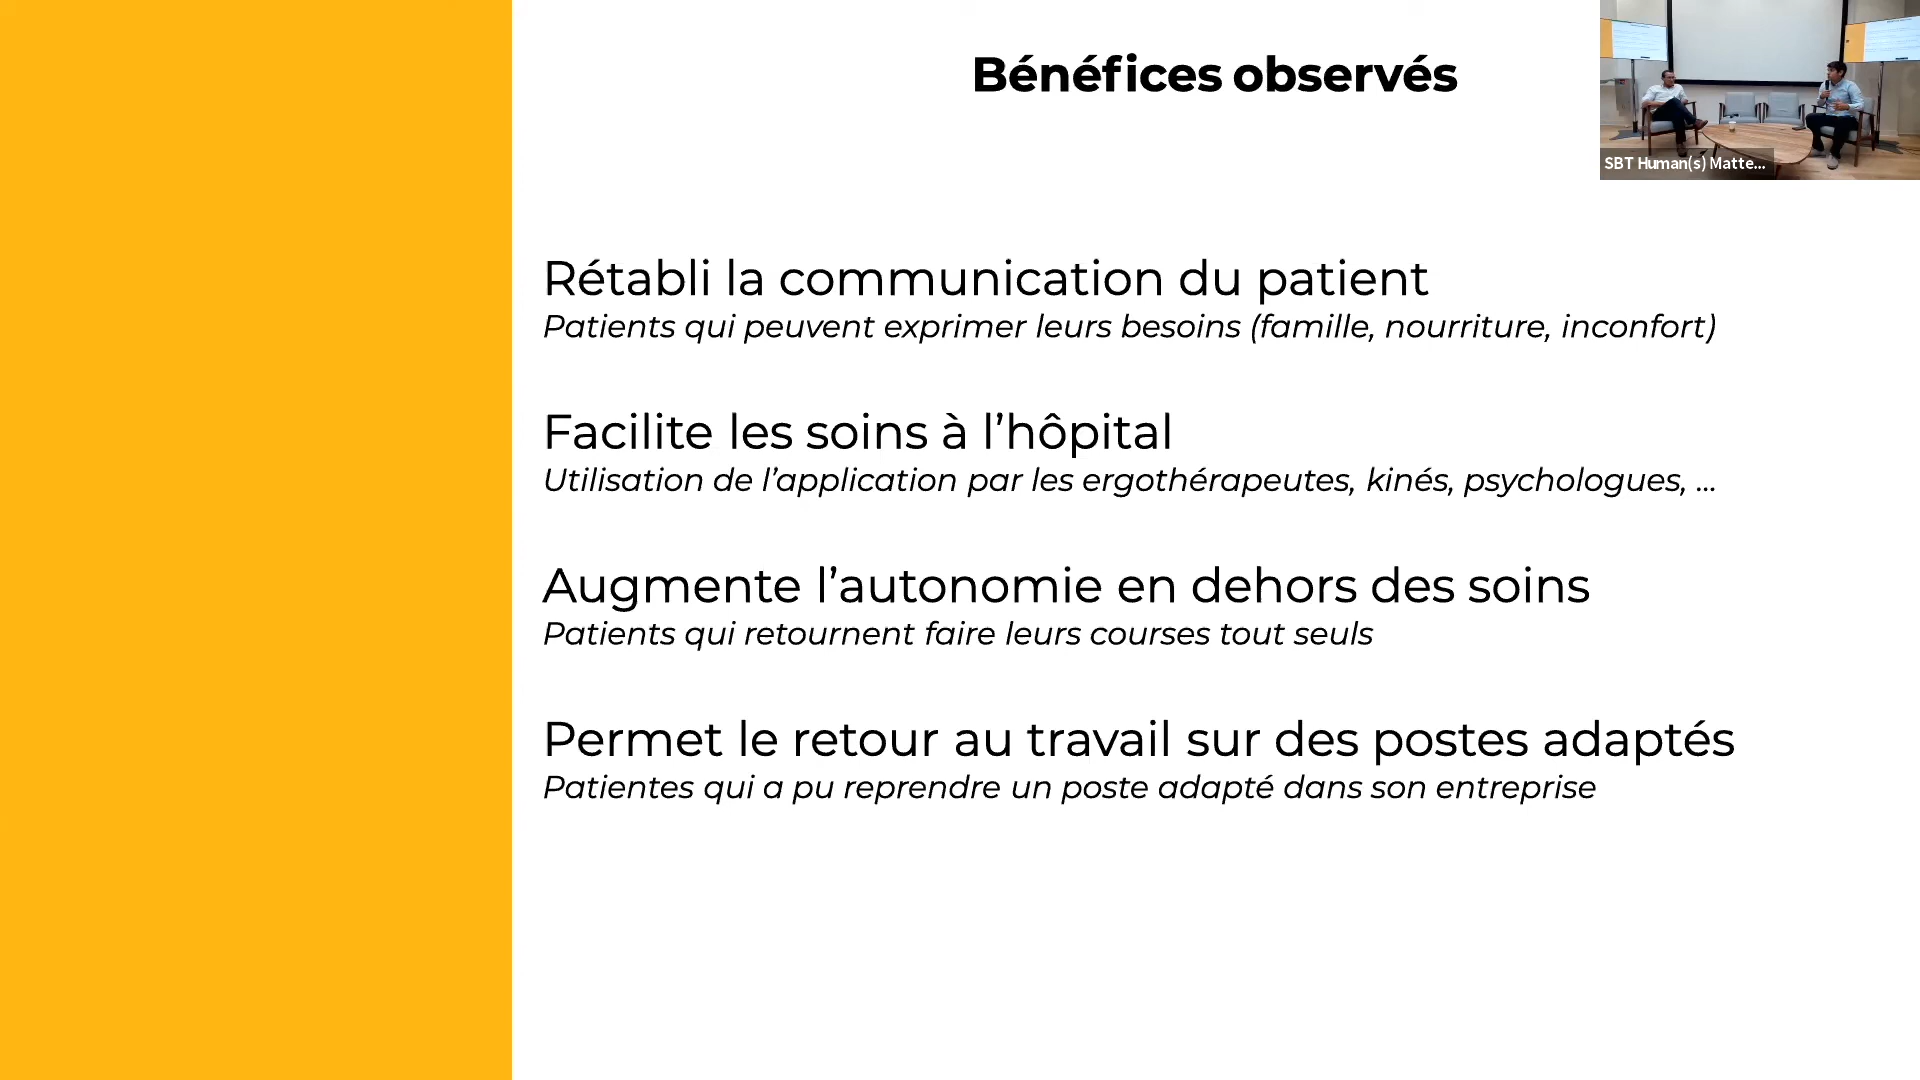 Bénéfices observés
SBT Human(s) Matte...
Rétabli la communication du patient
Patients qui peuvent exprimer leurs besoins (famille, nourriture, inconfort)
Facilite les soins à l’hôpital
Utilisation de l’application par les ergothérapeutes, kinés, psychologues, ...
Augmente l’autonomie en dehors des soins
Patients qui retournent faire leurs courses tout seuls
Permet le retour au travail sur des postes adaptés
Patientes qui a pu reprendre un poste adapté dans son entreprise